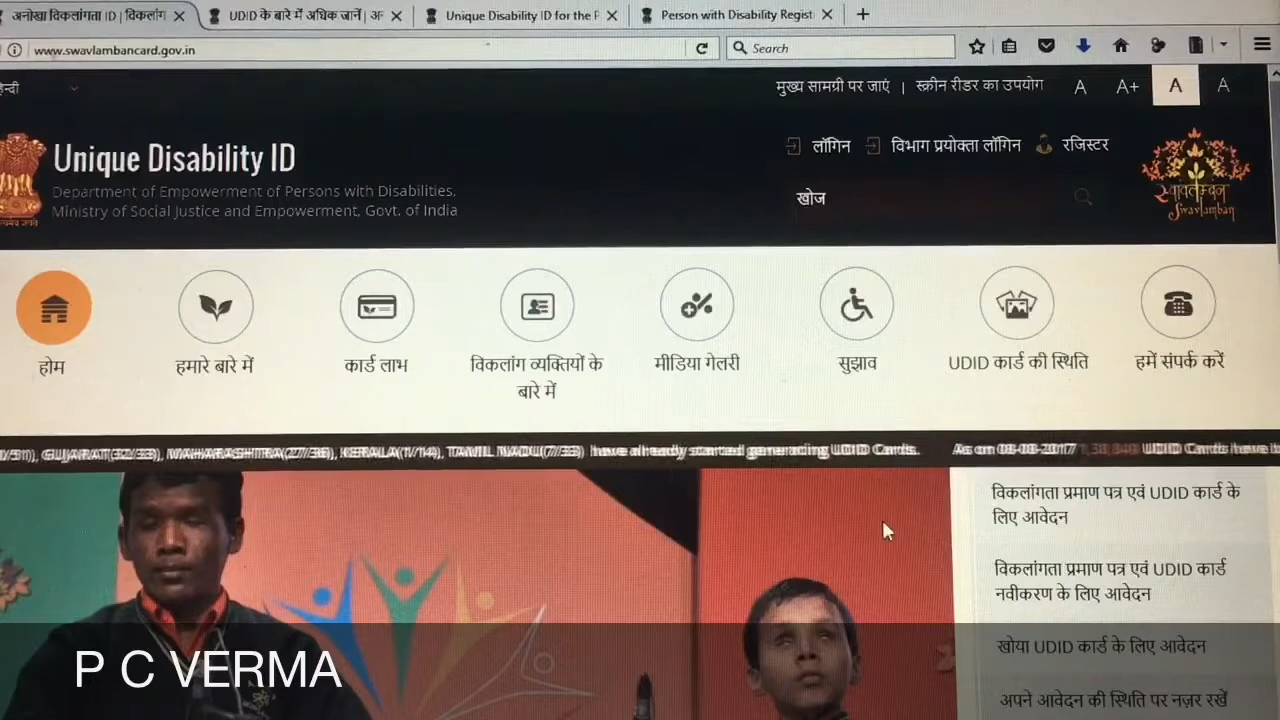 अनोखा विकलांगता ID | विकलांग
UDID के बारे में अधिक जानें | अ
Unique Disability ID for the P
Person with Disability Regist
www.swavlambancard.gov.in
Search
मुख्य सामग्री पर जाएं | स्क्रीन रीडर का उपयोग A A+ A A
Unique Disability ID
Department of Empowerment of Persons with Disabilities,
Ministry of Social Justice and Empowerment, Govt. of India
लॉगिन विभाग प्रयोक्ता लॉगिन रजिस्टर
खोज
स्वावलम्बन
Swavlamban
होम
हमारे बारे में
कार्ड लाभ
विकलांग व्यक्तियों के
बारे में
मीडिया गेलरी
सुझाव
UDID कार्ड की स्थिति
हमें संपर्क करें
GUJARAT(32/33), MAHARASHTRA(27/36), KERALA(1/14), TAMIL NADU(7/33) have already started generating UDID Cards. As on 08-09-2017 UDID Cards have
विकलांगता प्रमाण पत्र एवं UDID कार्ड के
लिए आवेदन
विकलांगता प्रमाण पत्र एवं UDID कार्ड
नवीकरण के लिए आवेदन
खोया UDID कार्ड के लिए आवेदन
अपने आवेदन की स्थिति पर नज़र रखें
P C VERMA